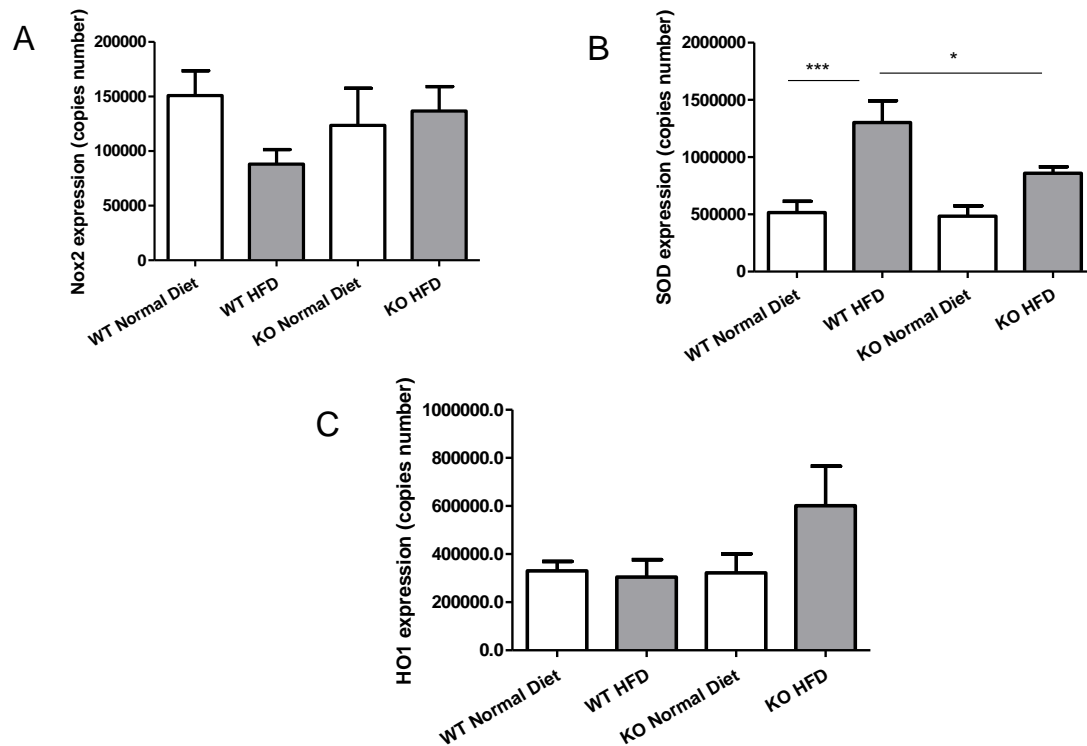 A
Nox2 expression (copies number)
200000
150000
100000
50000
0
WT Normal Diet
WT HFD
KO Normal Diet
KO HFD
B
SOD expression (copies number)
2000000
1500000
1000000
500000
0
***
*
WT Normal Diet
WT HFD
KO Normal Diet
KO HFD
C
HO1 expression (copies number)
1000000.0
800000.0
600000.0
400000.0
200000.0
0.0
WT Normal Diet
WT HFD
KO Normal Diet
KO HFD